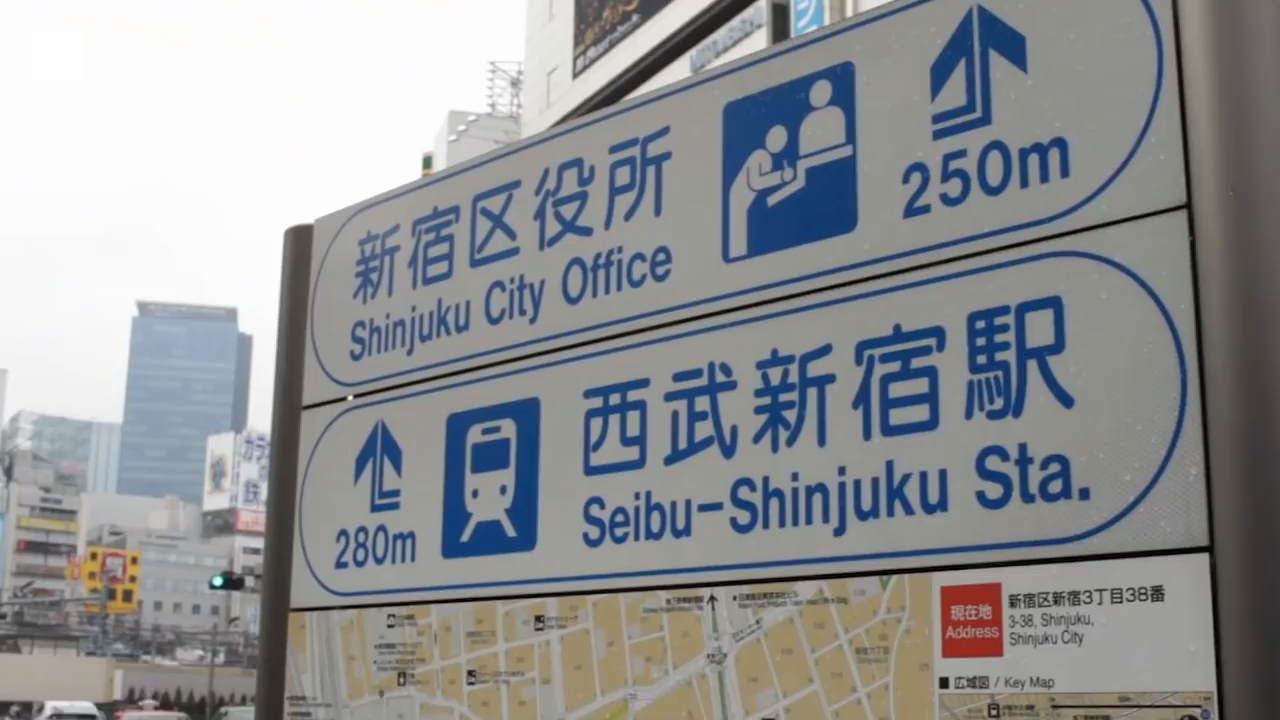 新宿区役所
Shinjuku City Office
250m
西武新宿駅
Seibu-Shinjuku Sta.
280m
現在地
Address
新宿区新宿3丁目38番
3-38, Shinjuku,
Shinjuku City
■ 広域図 / Key Map